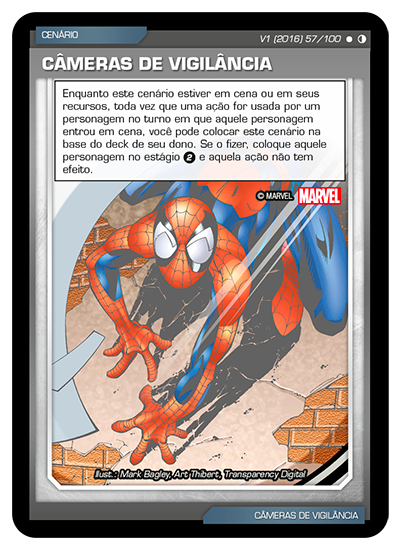 CENÁRIO
V1 (2016) 57/100
CÂMERAS DE VIGILÂNCIA
Enquanto este cenário estiver em cena ou em seus
recursos, toda vez que uma ação for usada por um
personagem no turno em que aquele personagem
entrou em cena, você pode colocar este cenário na
base do deck de seu dono. Se o fizer, coloque aquele
personagem no estágio 2 e aquela ação não tem
efeito.
© MARVEL MARVEL
Ilust.: Mark Bagley, Art Thibert, Transparency Digital
CÂMERAS DE VIGILÂNCIA